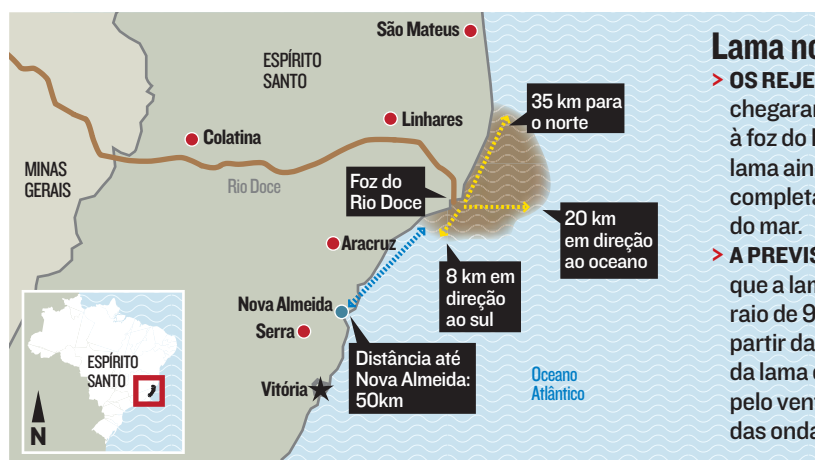 São Mateus
ESPÍRITO
SANTO
35 km para
o norte
Linhares
Colatina
MINAS
GERAIS
Rio Doce
Foz do
Rio Doce
20 km
em direção
ao oceano
Aracruz
8 km em
direção
ao sul
Nova Almeida
Serra
Distância até
Nova Almeida:
50km
Vitória
Oceano
Atlântico
ESPÍRITO
SANTO
N
Lama no
> OS REJE
chegaran
à foz do
lama ain
completa
do mar.
> A PREVIS
que a lam
raio de 9
partir da
da lama
pelo vent
das onda